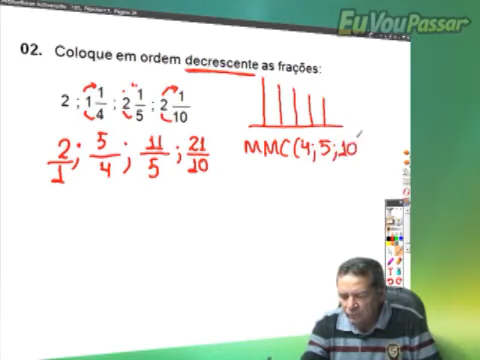 EuVouPassar
02. Coloque em ordem decrescente as frações:
2 ; 1 1/4 ; 2 1/5 ; 2 1/10
2/1 ; 5/4 ; 11/5 ; 21/10
MMC (4; 5; 10